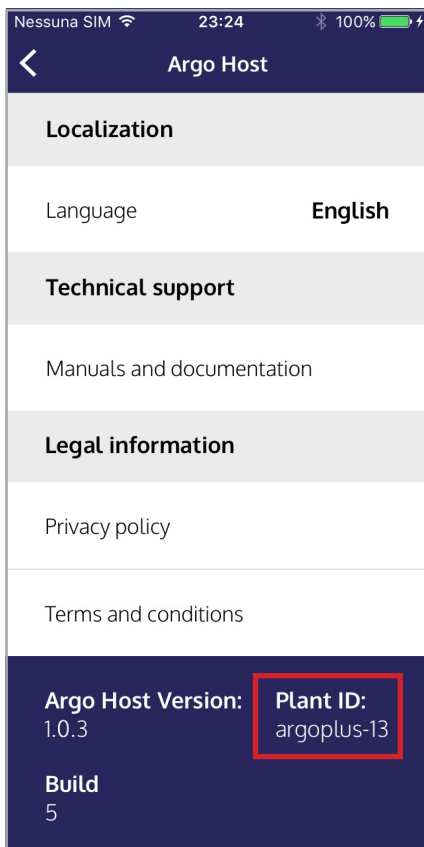 Nessuna SIM 23:24 100%
Argo Host
Localization
Language English
Technical support
Manuals and documentation
Legal information
Privacy policy
Terms and conditions
Argo Host Version: Plant ID:
1.0.3 argoplus-13
Build
5